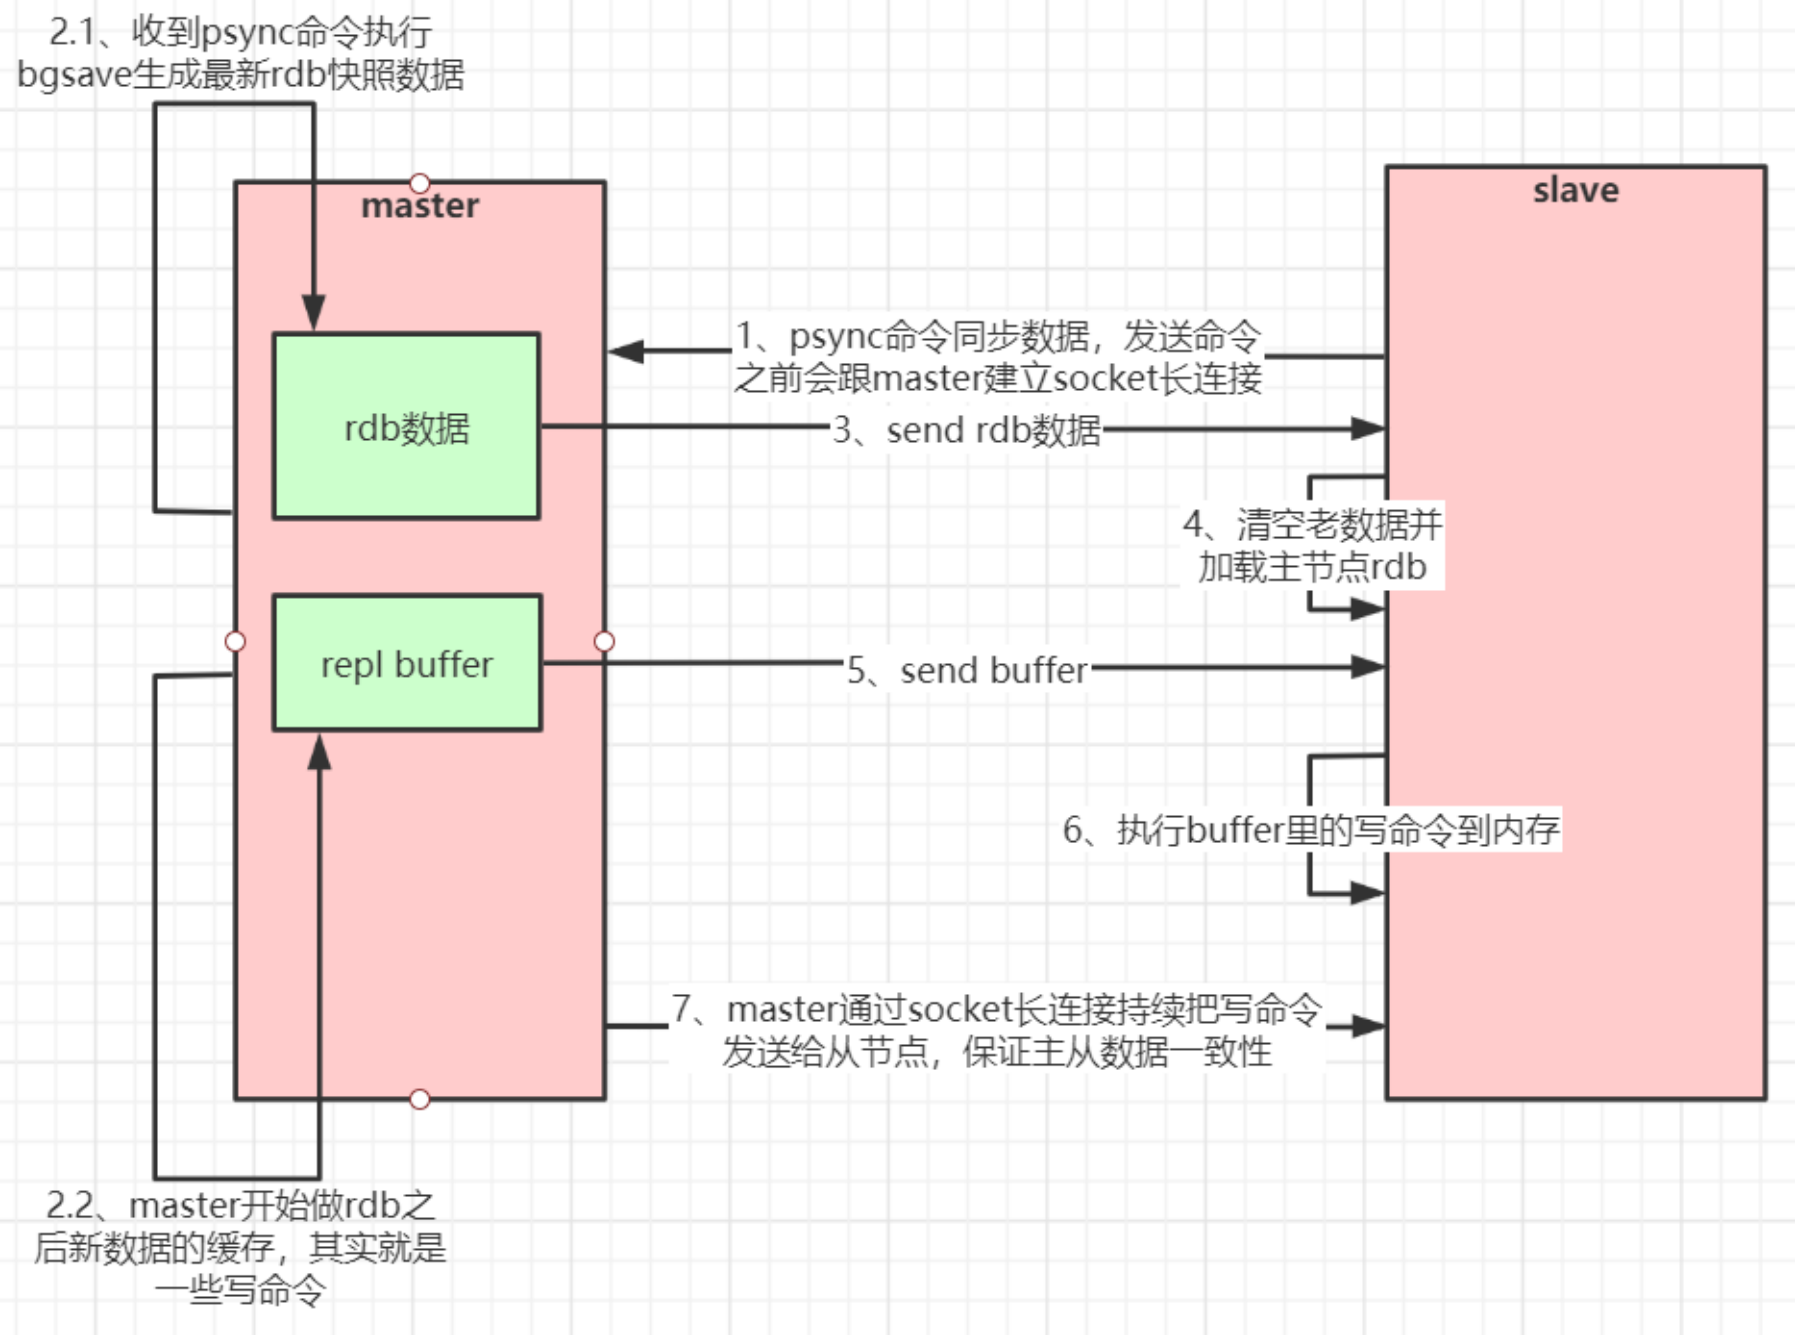 2.1、收到psync命令执行
bgsave生成最新rdb快照数据
master
slave
1、psync命令同步数据，发送命令
之前会跟master建立socket长连接
rdb数据
3、send rdb数据
4、清空老数据并
加载主节点rdb
repl buffer
5、send buffer
6、执行buffer里的写命令到内存
7、master通过socket长连接持续把写命令
发送给从节点，保证主从数据一致性
2.2、master开始做rdb之
后新数据的缓存，其实就是
一些写命令